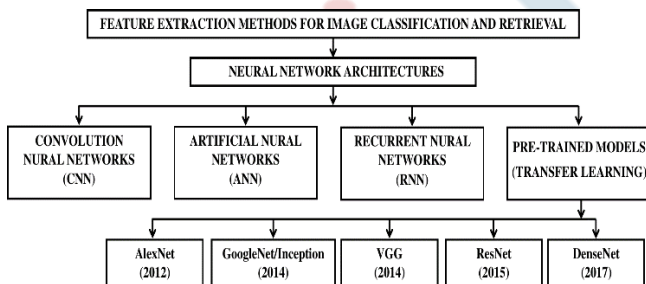 FEATURE EXTRACTION METHODS FOR IMAGE CLASSIFICATION AND RETRIEVAL
NEURAL NETWORK ARCHITECTURES
CONVOLUTION
NURAL NETWORKS
(CNN)
ARTIFICIAL NURAL
NETWORKS
(ANN)
RECURRENT NURAL
NETWORKS
(RNN)
PRE-TRAINED MODELS
(TRANSFER LEARNING)
AlexNet
(2012)
GoogleNet/Inception
(2014)
VGG
(2014)
ResNet
(2015)
DenseNet
(2017)